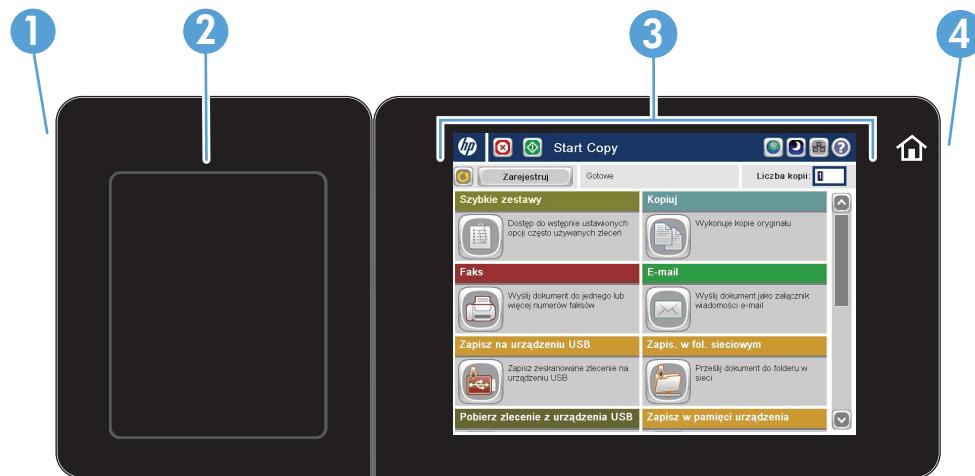 1
2
3
4
hp
Start Copy
?
Zarejestruj
Gotowe
Liczba kopii: 1
Szybkie zestawy
Dostęp do wstępnie ustawionych
opcji często używanych zleceń
Kopiuj
Wykonuje kopie oryginału
Faks
Wyślij dokument do jednego lub
więcej numerów faksów
E-mail
Wyślij dokument jako załącznik
wiadomości e-mail
Zapisz na urządzeniu USB
Zapisz zeskanowane zlecenie na
urządzeniu USB
Zapis. w fol. sieciowym
Prześlij dokument do folderu w
sieci
Pobierz zlecenie z urządzenia USB
Zapisz w pamięci urządzenia